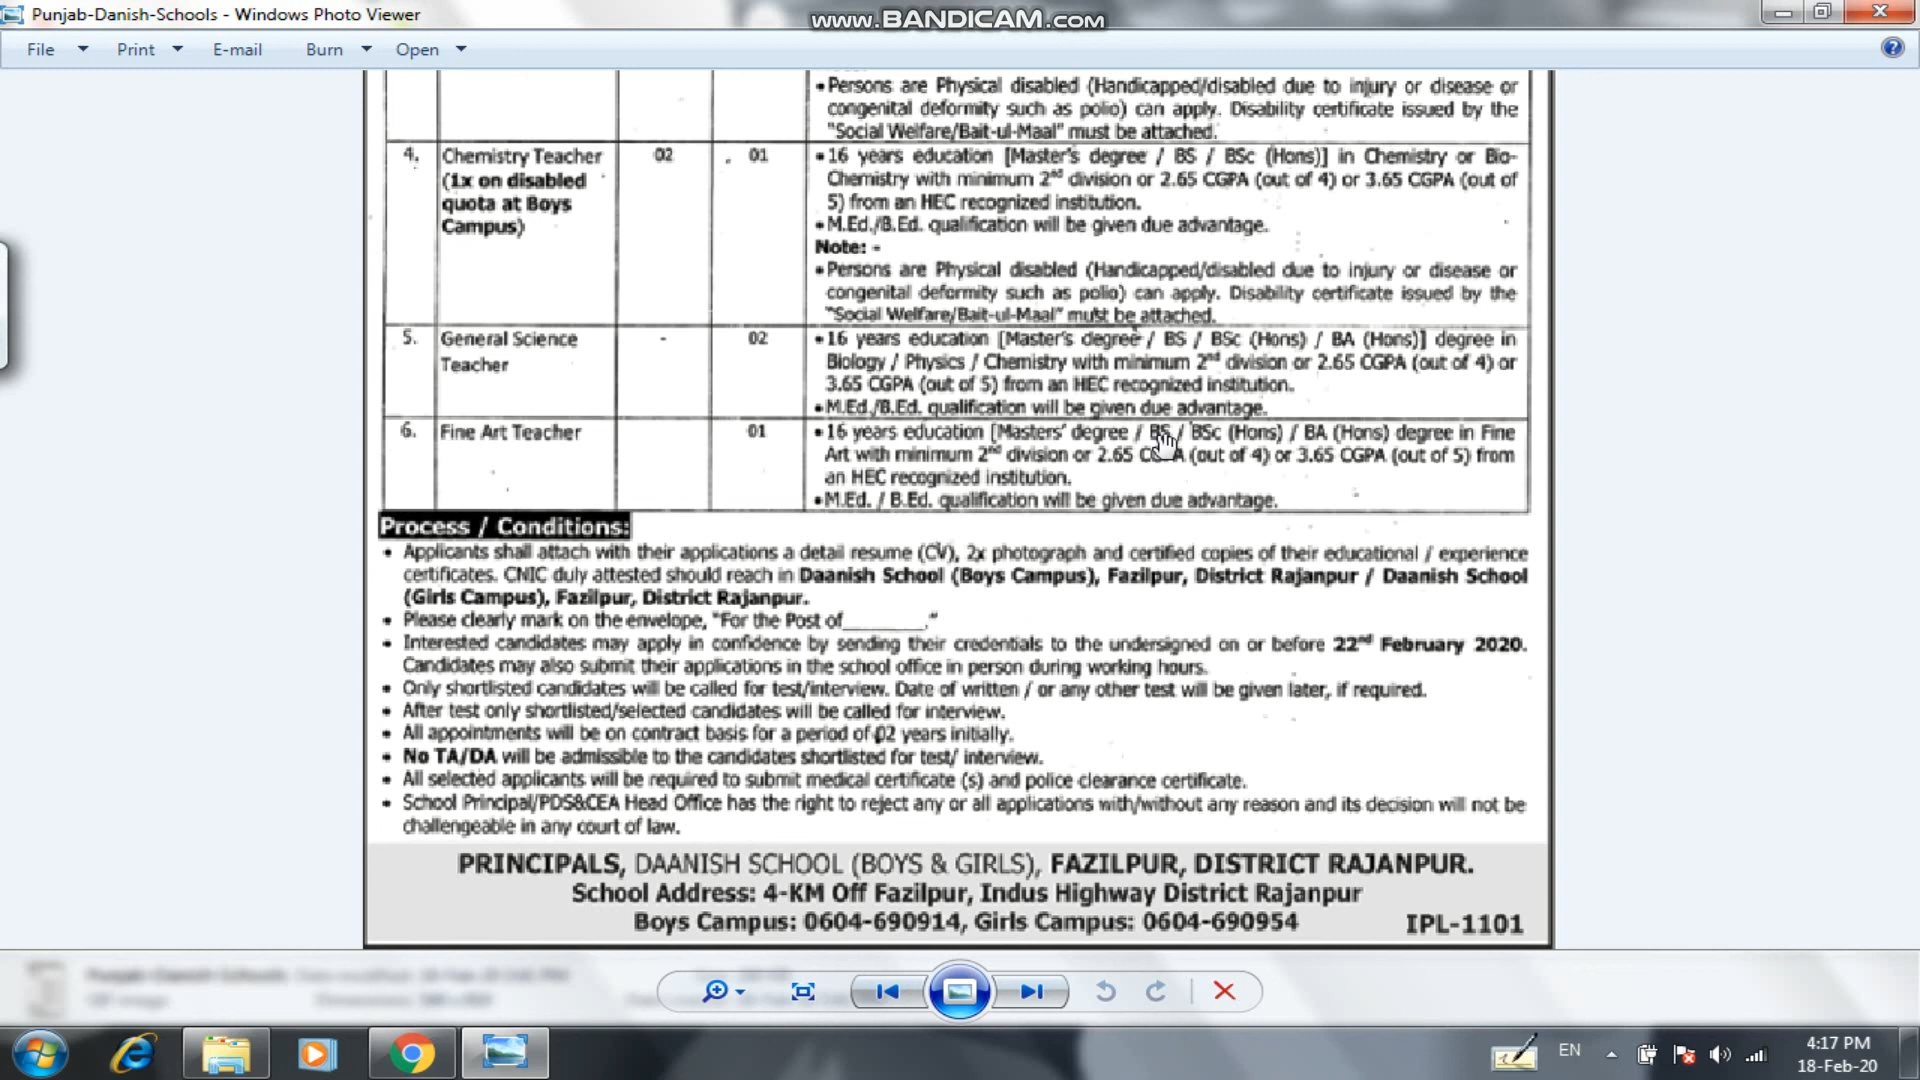 Punjab-Danish-Schools - Windows Photo Viewer
www.BANDICAM.com
File Print E-mail Burn Open
•Persons are Physical disabled (Handicapped/disabled due to injury or disease or
congenital deformity such as polio) can apply. Disability certificate issued by the
"Social Welfare/Bait-ul-Maal" must be attached.
4. Chemistry Teacher 02 01 •16 years education [Master's degree / BS / BSc (Hons)] in Chemistry or Bio-
(1x on disabled Chemistry with minimum 2nd division or 2.65 CGPA (out of 4) or 3.65 CGPA (out of
quota at Boys 5) from an HEC recognized institution.
Campus) •M.Ed./B.Ed. qualification will be given due advantage.
Note: -
•Persons are Physical disabled (Handicapped/disabled due to injury or disease or
congenital deformity such as polio) can apply. Disability certificate issued by the
"Social Welfare/Bait-ul-Maal" must be attached.
5. General Science - 02 •16 years education [Master's degree / BS / BSc (Hons) / BA (Hons)] degree in
Teacher Biology / Physics / Chemistry with minimum 2nd division or 2.65 CGPA (out of 4) or
3.65 CGPA (out of 5) from an HEC recognized institution.
•M.Ed./B.Ed. qualification will be given due advantage.
6. Fine Art Teacher 01 •16 years education [Masters' degree / BS / BSc (Hons) / BA (Hons) degree in Fine
Art with minimum 2nd division or 2.65 CGPA (out of 4) or 3.65 CGPA (out of 5) from
an HEC recognized institution.
•M.Ed. / B.Ed. qualification will be given due advantage.
Process / Conditions:
• Applicants shall attach with their applications a detail resume (CV), 2x photograph and certified copies of their educational / experience
certificates. CNIC duly attested should reach in Daanish School (Boys Campus), Fazilpur, District Rajanpur / Daanish School
(Girls Campus), Fazilpur, District Rajanpur.
• Please clearly mark on the envelope, "For the Post of________."
• Interested candidates may apply in confidence by sending their credentials to the undersigned on or before 22nd February 2020.
Candidates may also submit their applications in the school office in person during working hours.
• Only shortlisted candidates will be called for test/interview. Date of written / or any other test will be given later, if required.
• After test only shortlisted/selected candidates will be called for interview.
• All appointments will be on contract basis for a period of 02 years initially.
• No TA/DA will be admissible to the candidates shortlisted for test/ interview.
• All selected applicants will be required to submit medical certificate (s) and police clearance certificate.
• School Principal/PDS&CEA Head Office has the right to reject any or all applications with/without any reason and its decision will not be
challengeable in any court of law.
PRINCIPALS, DAANISH SCHOOL (BOYS & GIRLS), FAZILPUR, DISTRICT RAJANPUR.
School Address: 4-KM Off Fazilpur, Indus Highway District Rajanpur
Boys Campus: 0604-690914, Girls Campus: 0604-690954 IPL-1101
EN
4:17 PM
18-Feb-20